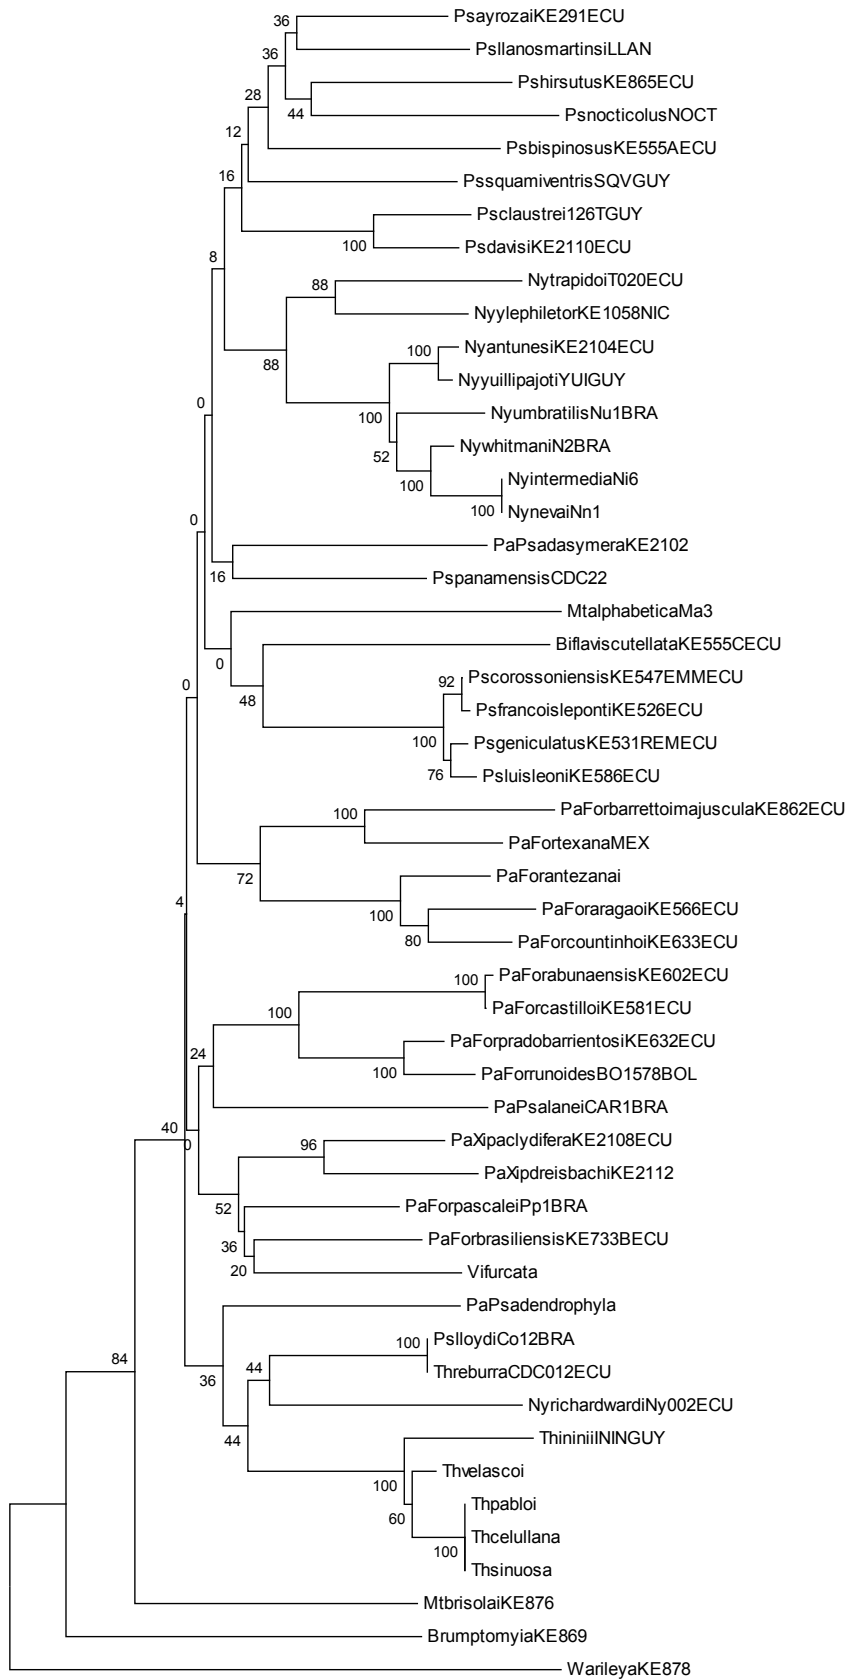 36
PsayrozaiKE291ECU
PsllanosmartinsiLLAN
36
PshirsutusKE865ECU
28
44
PsnocticolusNOCT
12
PsbispinosusKE555AECU
16
PssquamiventrisSQVGUY
Psclaustrei126TGUY
100
PsdavisiKE2110ECU
8
NytrapidoiT020ECU
88
NyylephiletorKE1058NIC
88
100
NyantunesiKE2104ECU
NyyuillipajotiYUIGUY
0
100
NyumbratilisNu1BRA
52
NywhitmaniN2BRA
100
NyintermediaNi6
100
NynevaiNn1
0
PaPsadasymeraKE2102
16
PspanamensisCDC22
MtalphabeticaMa3
0
BiflaviscutellataKE555CECU
0
48
92
PscorossoniensisKE547EMMECU
PsfrancoislepontiKE526ECU
100
PsgeniculatusKE531REMECU
76
PsluisleoniKE586ECU
100
PaForbarrettoimajusculaKE862ECU
PaFortexanaMEX
72
PaForantezanai
4
100
PaForaragaoiKE566ECU
80
PaForcountinhoiKE633ECU
100
PaForabunaensisKE602ECU
100
PaForcastilloiKE581ECU
24
PaForpradobarrientosiKE632ECU
100
PaForrunoidesBO1578BOL
PaPsalaneiCAR1BRA
40
0
96
PaXipaclydiferaKE2108ECU
PaXipdreisbachiKE2112
52
PaForpascaleiPp1BRA
36
PaForbrasiliensisKE733BECU
20
Vifurcata
PaPsadendrophyla
84
36
44
100
PslloydiCo12BRA
ThreburraCDC012ECU
NyrichardwardiNy002ECU
44
ThininiiININGUY
100
Thvelascoi
60
Thpabloi
Thcelullana
100
Thsinuosa
MtbrisolaiKE876
BrumptomyiaKE869
WarileyaKE878